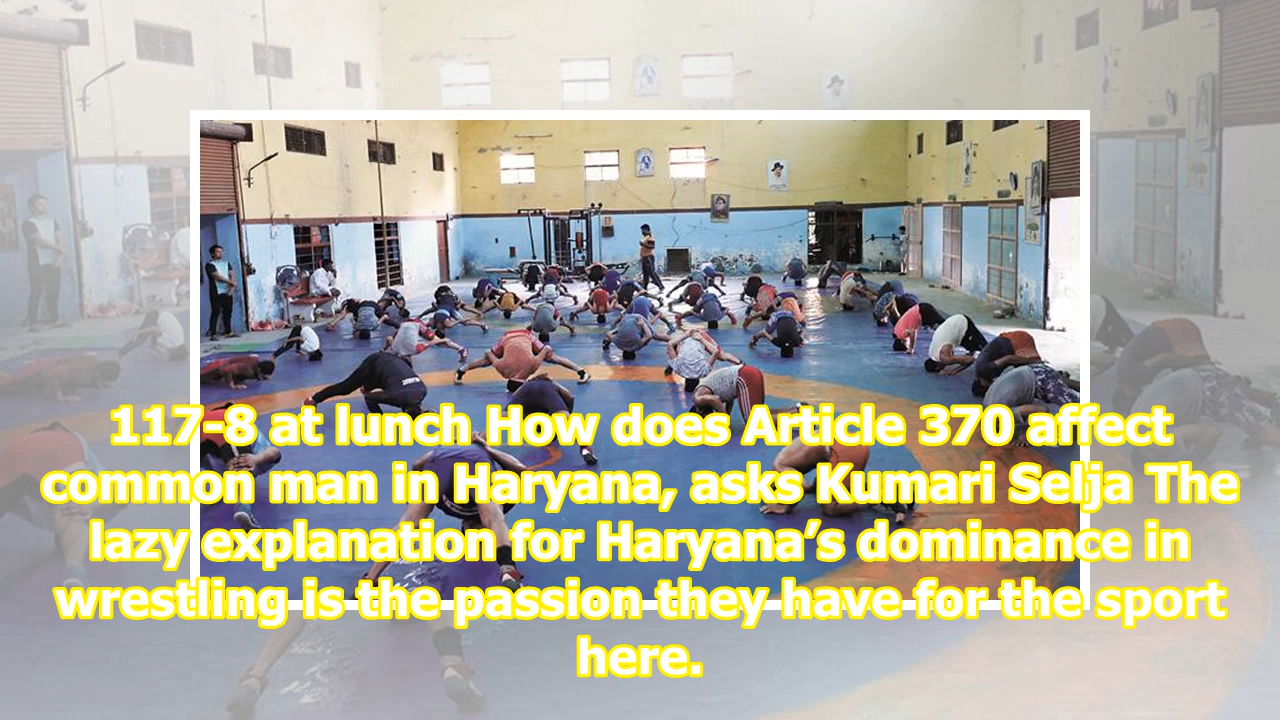 117-8 at lunch How does Article 370 affect
common man in Haryana, asks Kumari Selja The
lazy explanation for Haryana’s dominance in
wrestling is the passion they have for the sport
here.